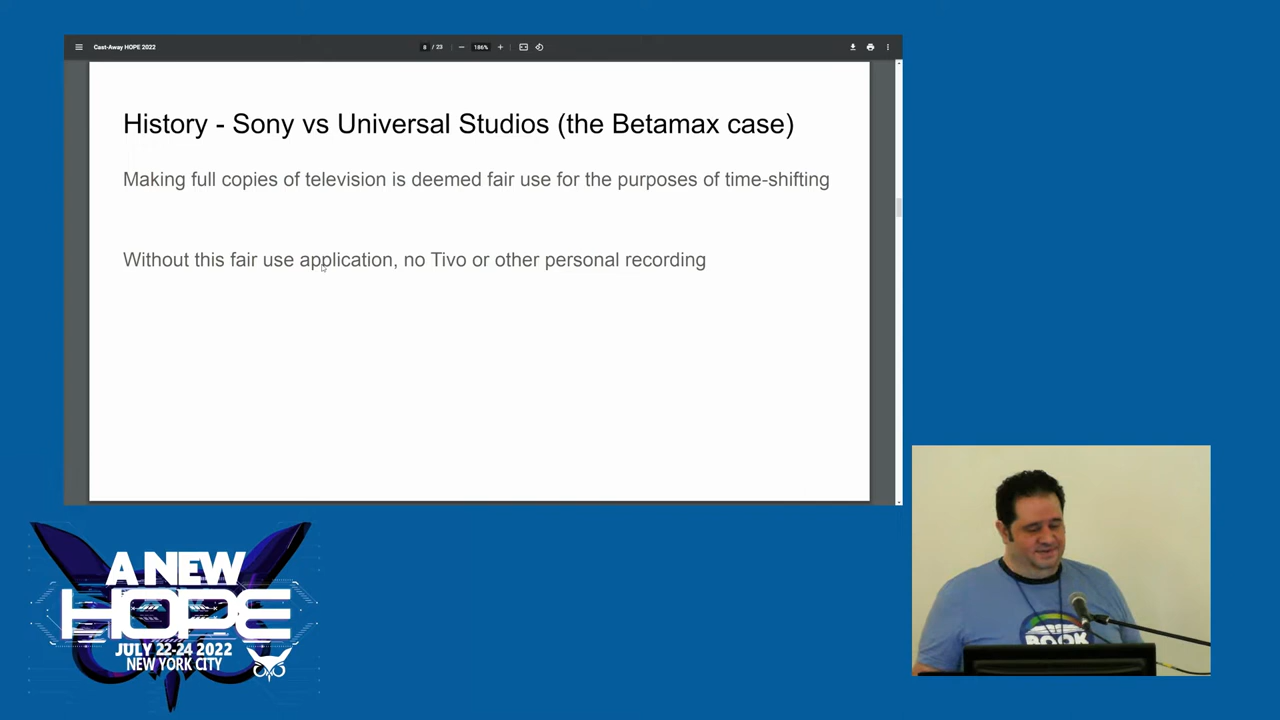 Cast-Away HOPE 2022
8 / 23
186%
History - Sony vs Universal Studios (the Betamax case)
Making full copies of television is deemed fair use for the purposes of time-shifting
Without this fair use application, no Tivo or other personal recording
A NEW
HOPE
JULY 22-24 2022
NEW YORK CITY
BOOK